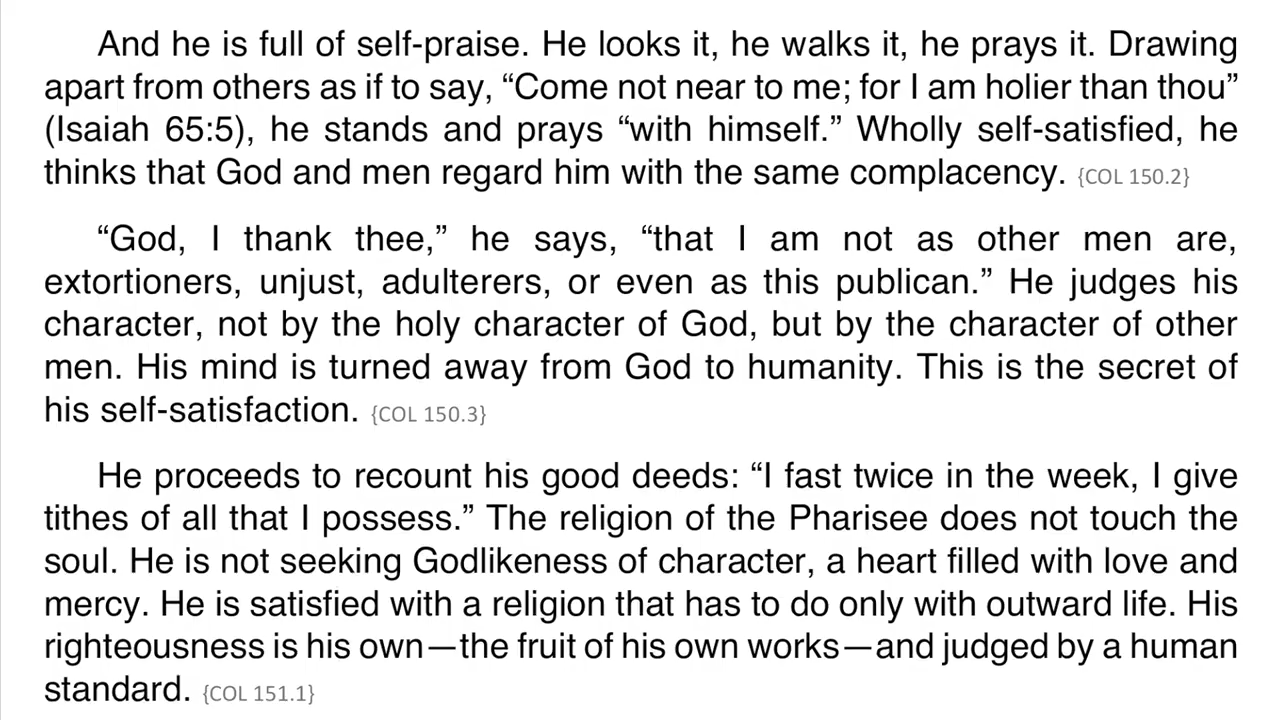 And he is full of self-praise. He looks it, he walks it, he prays it. Drawing
apart from others as if to say, “Come not near to me; for I am holier than thou”
(Isaiah 65:5), he stands and prays “with himself.” Wholly self-satisfied, he
thinks that God and men regard him with the same complacency. {COL 150.2}
“God, I thank thee,” he says, “that I am not as other men are,
extortioners, unjust, adulterers, or even as this publican.” He judges his
character, not by the holy character of God, but by the character of other
men. His mind is turned away from God to humanity. This is the secret of
his self-satisfaction. {COL 150.3}
He proceeds to recount his good deeds: “I fast twice in the week, I give
tithes of all that I possess.” The religion of the Pharisee does not touch the
soul. He is not seeking Godlikeness of character, a heart filled with love and
mercy. He is satisfied with a religion that has to do only with outward life. His
righteousness is his own—the fruit of his own works—and judged by a human
standard. {COL 151.1}